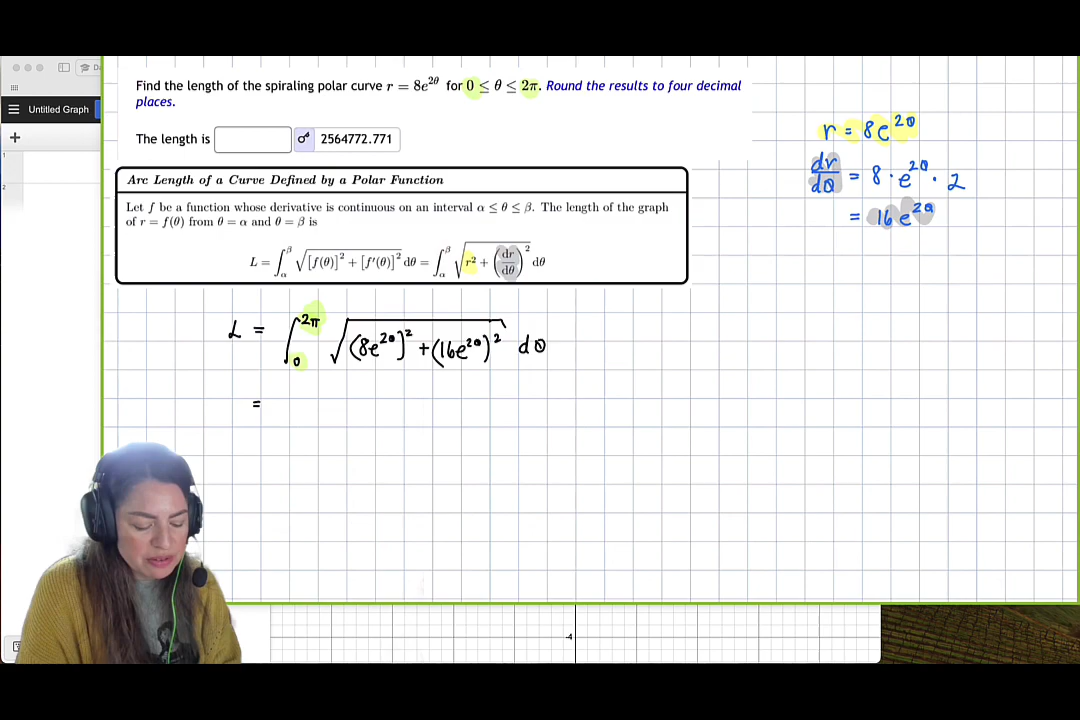 Find the length of the spiraling polar curve r = 8e^{2θ} for 0 ≤ θ ≤ 2π. Round the results to four decimal
places.
Untitled Graph
The length is
2564772.771
Arc Length of a Curve Defined by a Polar Function
Let f be a function whose derivative is continuous on an interval α ≤ θ ≤ β. The length of the graph
of r = f(θ) from θ = α and θ = β is
L = ∫_α^β √([f(θ)]² + [f′(θ)]²) dθ = ∫_α^β √(r² + (dr/dθ)²) dθ
r = 8e^{2θ}
dr/dθ = 8 · e^{2θ} · 2
= 16e^{2θ}
L = ∫_0^{2π} √((8e^{2θ})² + (16e^{2θ})²) dθ
=
1
2
-4